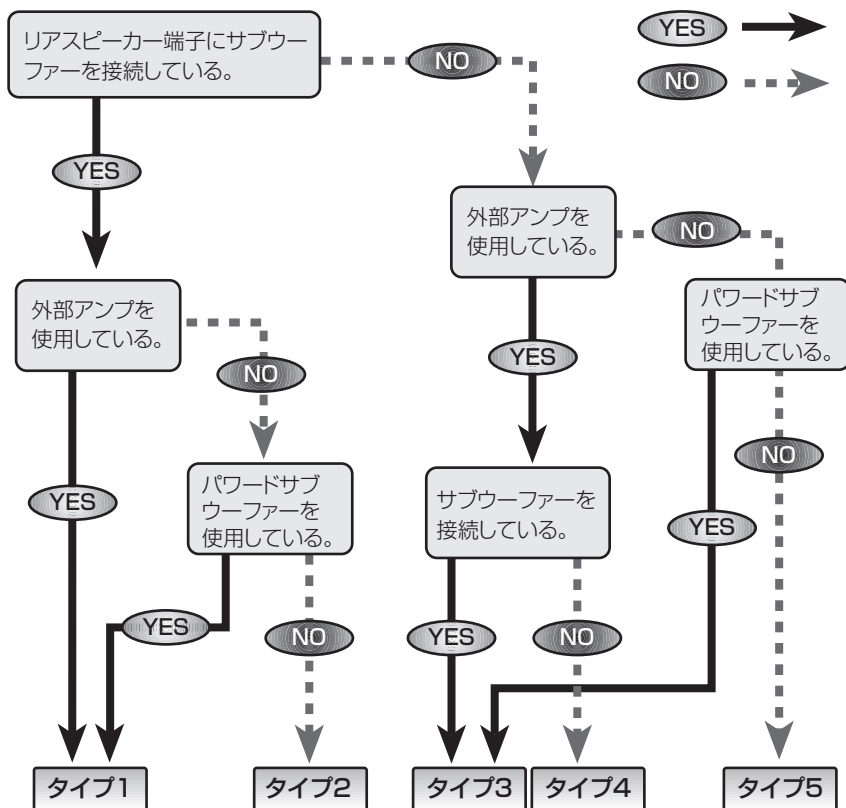 リアスピーカー端子にサブウー
ファーを接続している。
NO
YES
NO
YES
外部アンプを
使用している。
NO
外部アンプを
使用している。
パワードサブ
ウーファーを
使用している。
YES
NO
NO
パワードサブ
ウーファーを
使用している。
サブウーファーを
接続している。
YES
YES
YES
NO
YES
NO
タイプ1
タイプ2
タイプ3
タイプ4
タイプ5